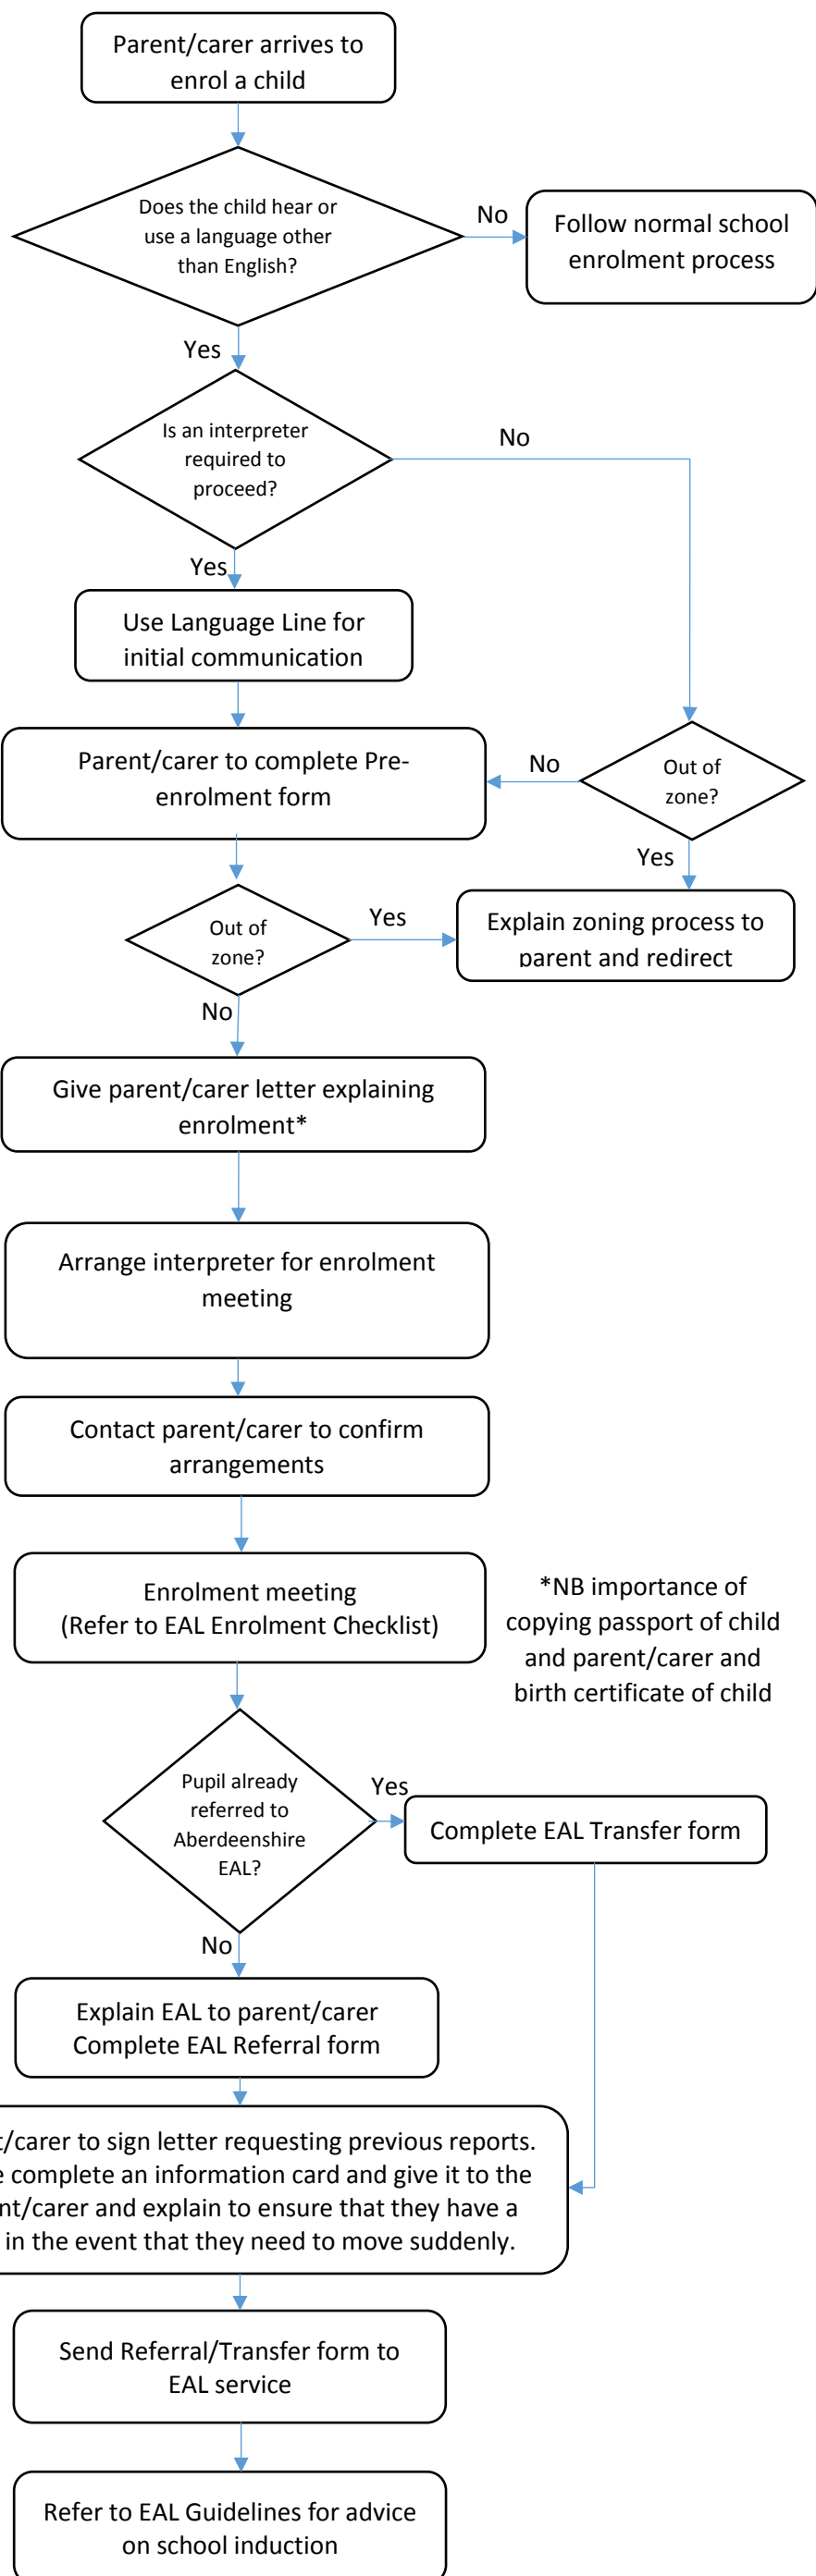 Parent/carer arrives to
enrol a child
Does the child hear or
use a language other
than English?
No
Follow normal school
enrolment process
Yes
Is an interpreter
required to
proceed?
No
Yes
Use Language Line for
initial communication
Parent/carer to complete Pre-
enrolment form
No
Out of
zone?
Yes
Out of
zone?
Yes
Explain zoning process to
parent and redirect
No
Give parent/carer letter explaining
enrolment*
Arrange interpreter for enrolment
meeting
Contact parent/carer to confirm
arrangements
Enrolment meeting
(Refer to EAL Enrolment Checklist)
*NB importance of
copying passport of child
and parent/carer and
birth certificate of child
Pupil already
referred to
Aberdeenshire
EAL?
Yes
Complete EAL Transfer form
No
Explain EAL to parent/carer
Complete EAL Referral form
t/carer to sign letter requesting previous reports.
e complete an information card and give it to the
nt/carer and explain to ensure that they have a
in the event that they need to move suddenly.
Send Referral/Transfer form to
EAL service
Refer to EAL Guidelines for advice
on school induction